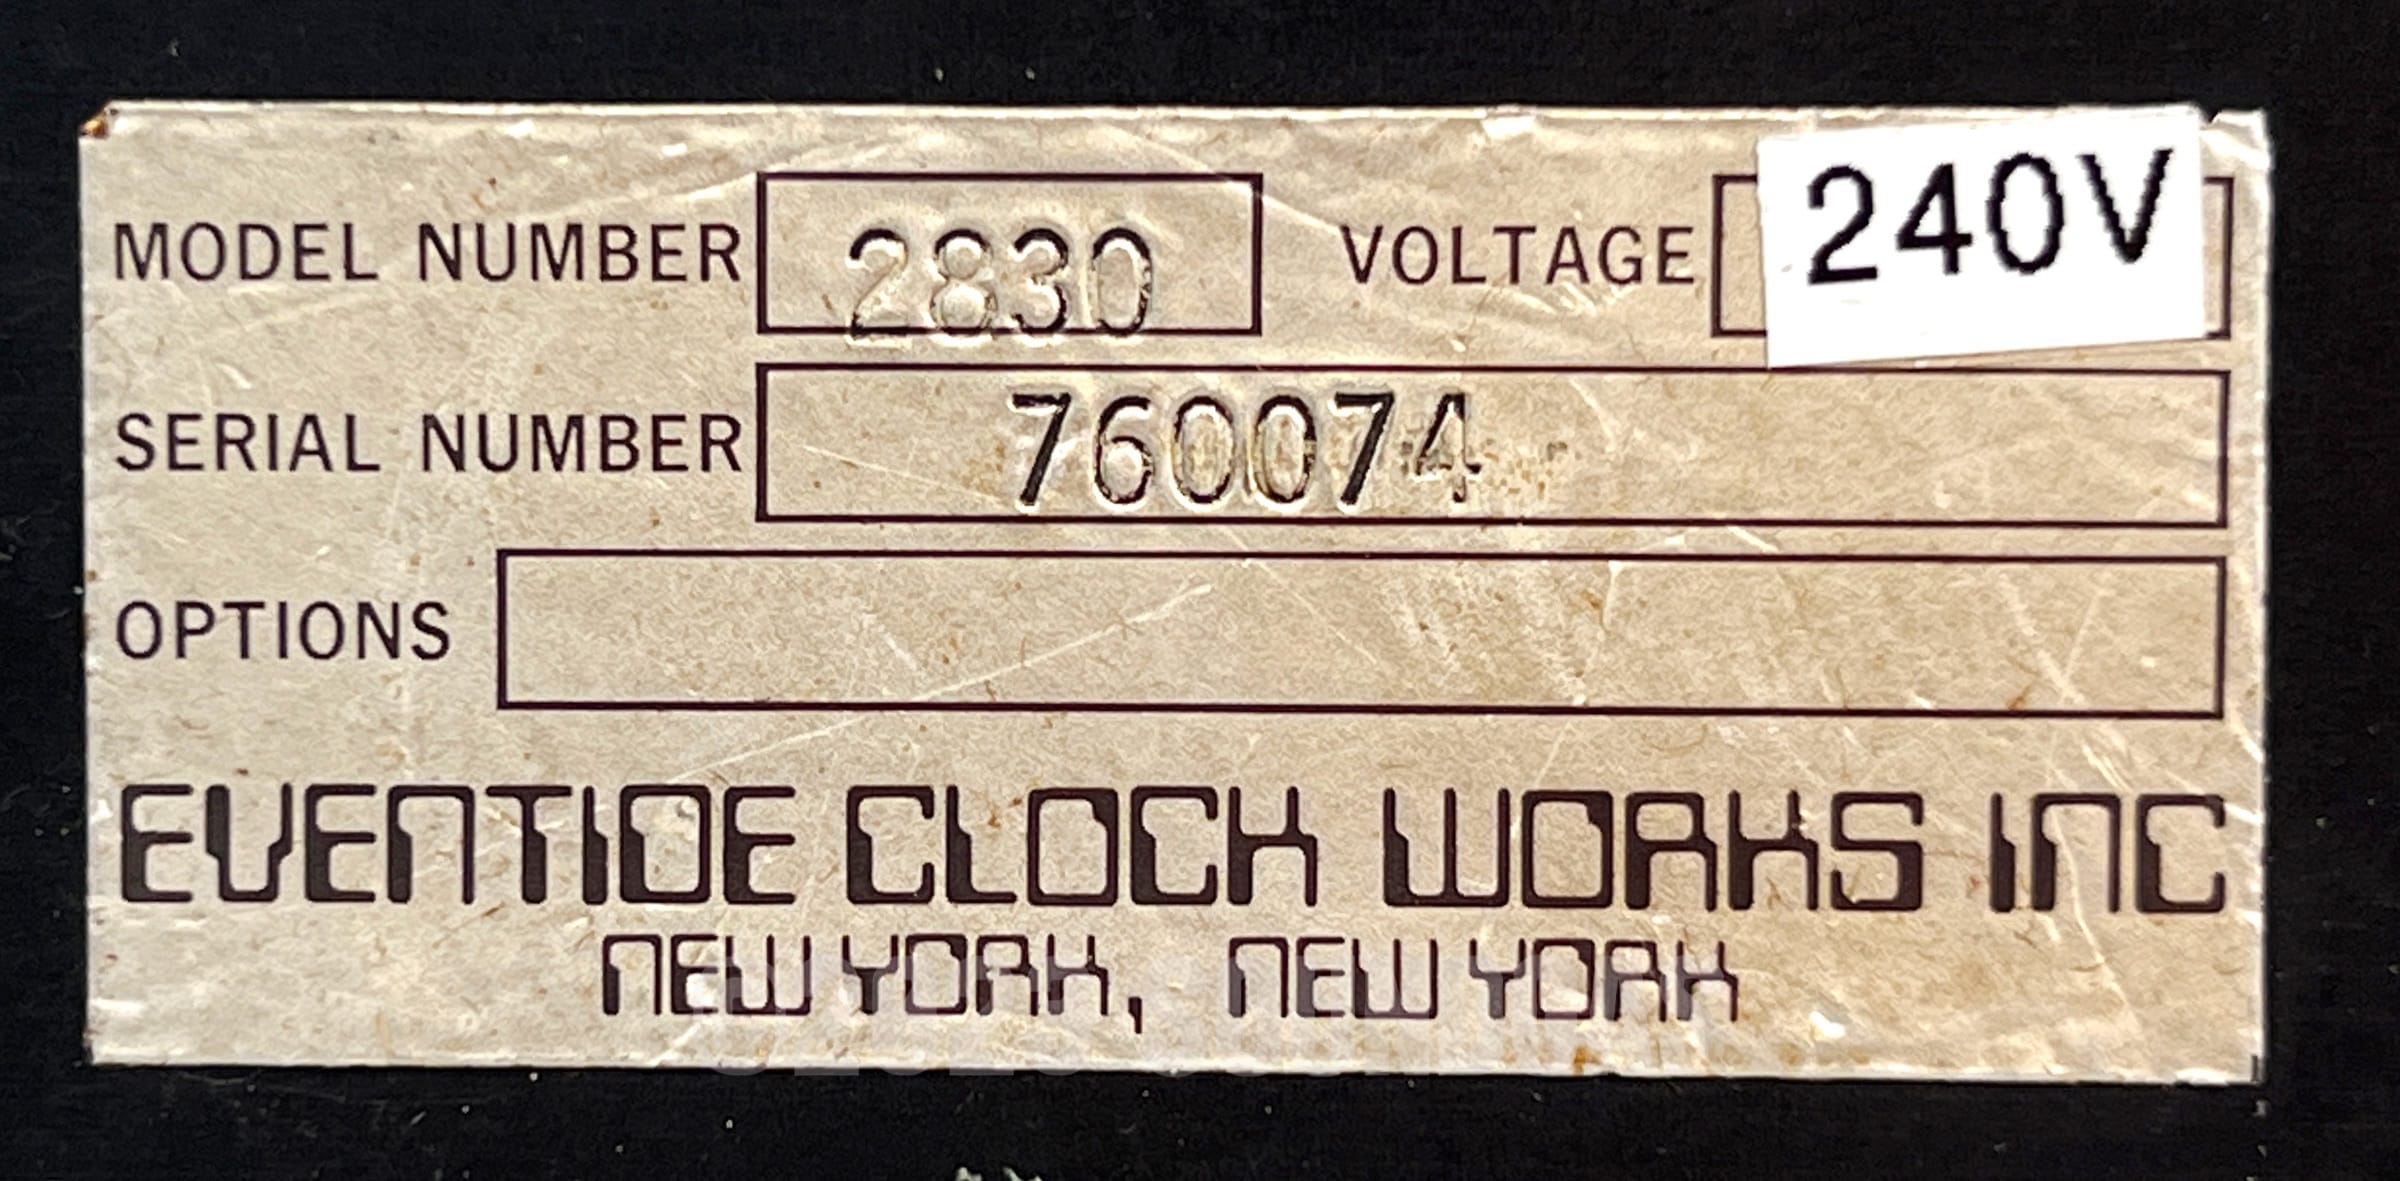 MODEL NUMBER 2830 VOLTAGE 240V
SERIAL NUMBER 760074
OPTIONS
EVENTIDE CLOCK WORKS INC
NEW YORK, NEW YORK